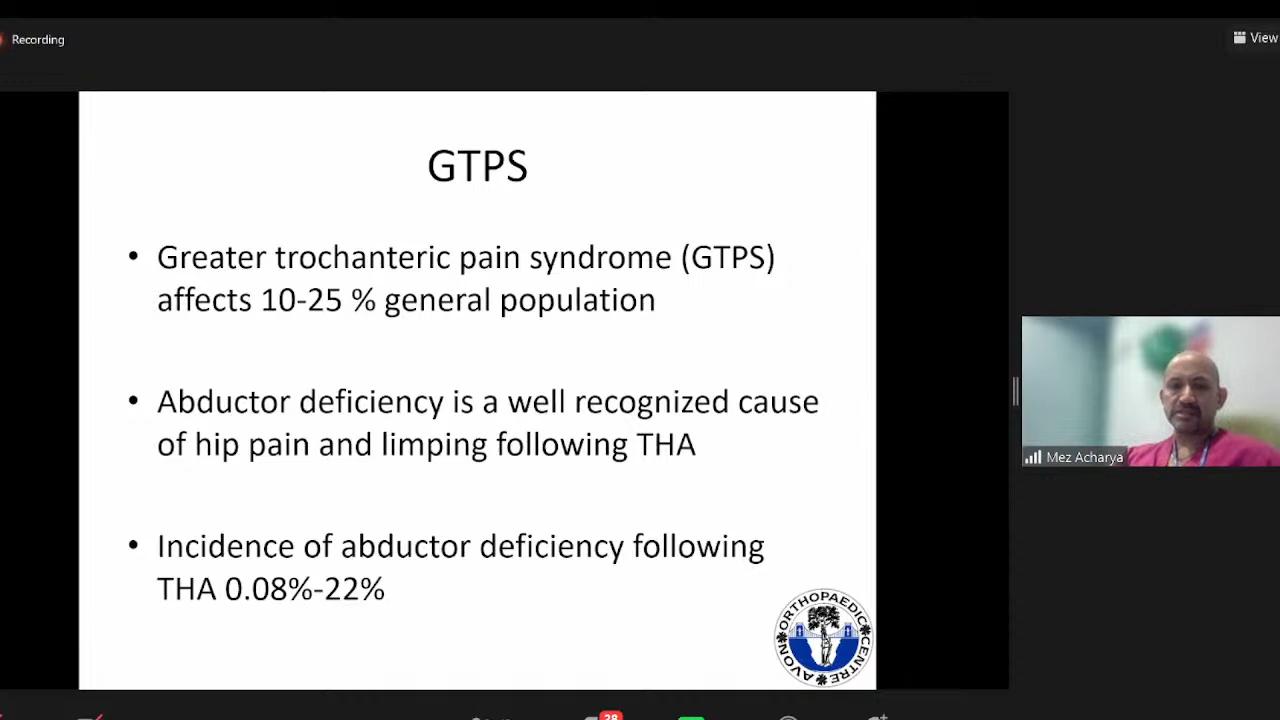 Recording
View
GTPS
• Greater trochanteric pain syndrome (GTPS)
affects 10-25 % general population
• Abductor deficiency is a well recognized cause
of hip pain and limping following THA
• Incidence of abductor deficiency following
THA 0.08%-22%
AVON ORTHOPAEDIC CENTRE
Mez Acharya
28